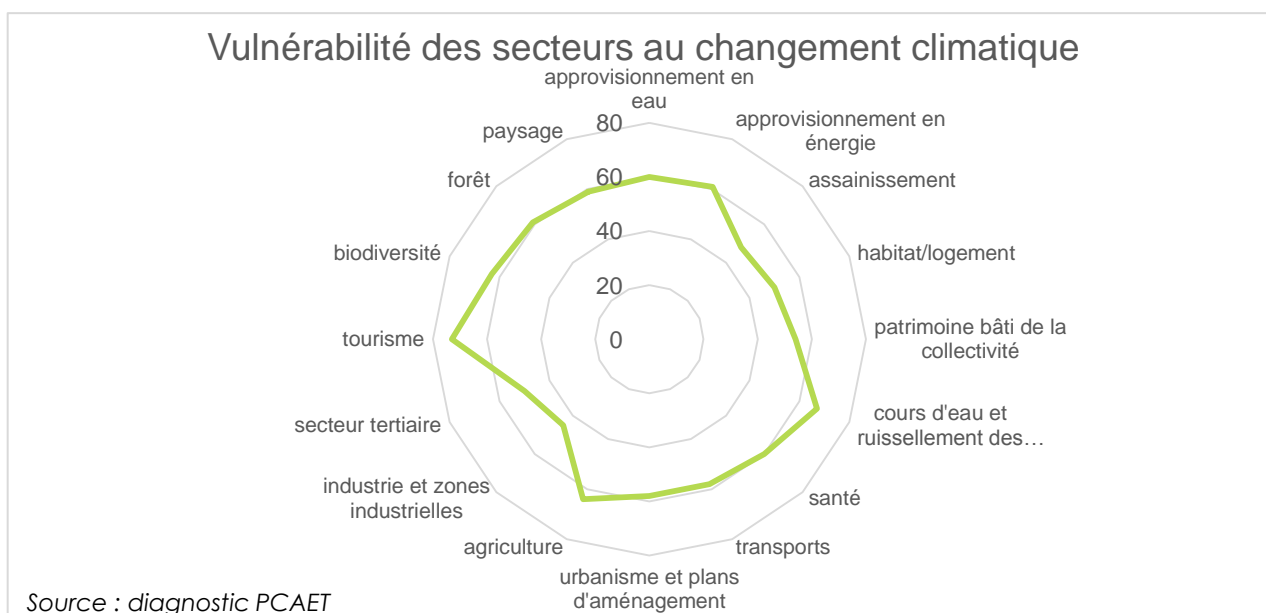 Vulnérabilité des secteurs au changement climatique
approvisionnement en
eau
approvisionnement en
énergie
assainissement
habitat/logement
patrimoine bâti de la
collectivité
cours d'eau et
ruissellement des…
santé
transports
urbanisme et plans
d'aménagement
agriculture
industrie et zones
industrielles
secteur tertiaire
tourisme
biodiversité
forêt
paysage
80
60
40
20
0
Source : diagnostic PCAET